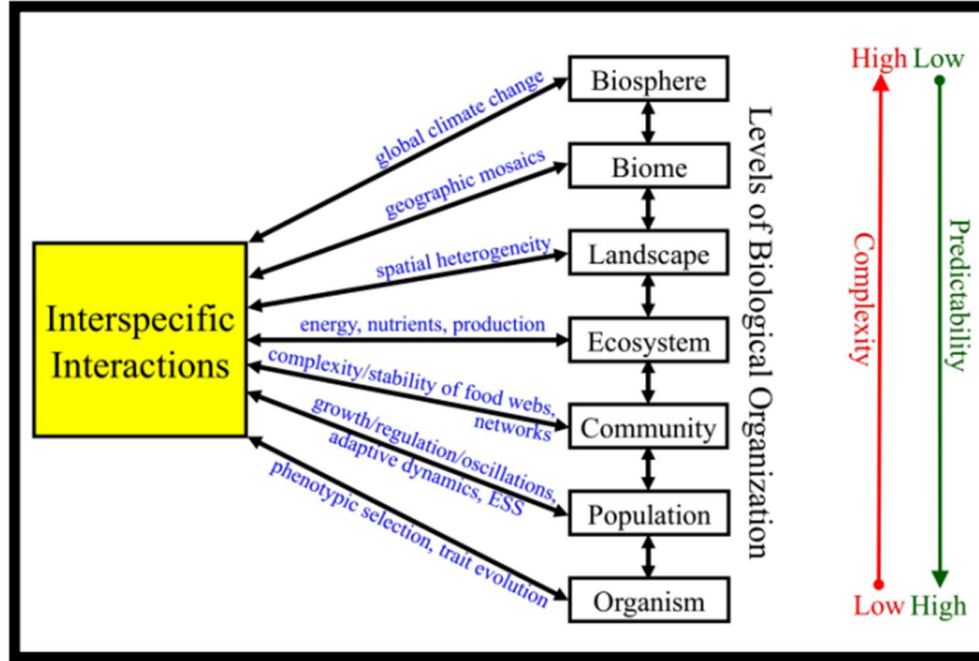 High Low
Biosphere
global climate change
Biome
geographic mosaics
Landscape
spatial heterogeneity
Interspecific
Interactions
energy, nutrients, production
Ecosystem
complexity/stability of food webs,
networks
Community
growth/regulation/oscillations,
adaptive dynamics, ESS
Population
phenotypic selection, trait evolution
Organism
Levels of Biological Organization
Complexity
Predictability
Low High